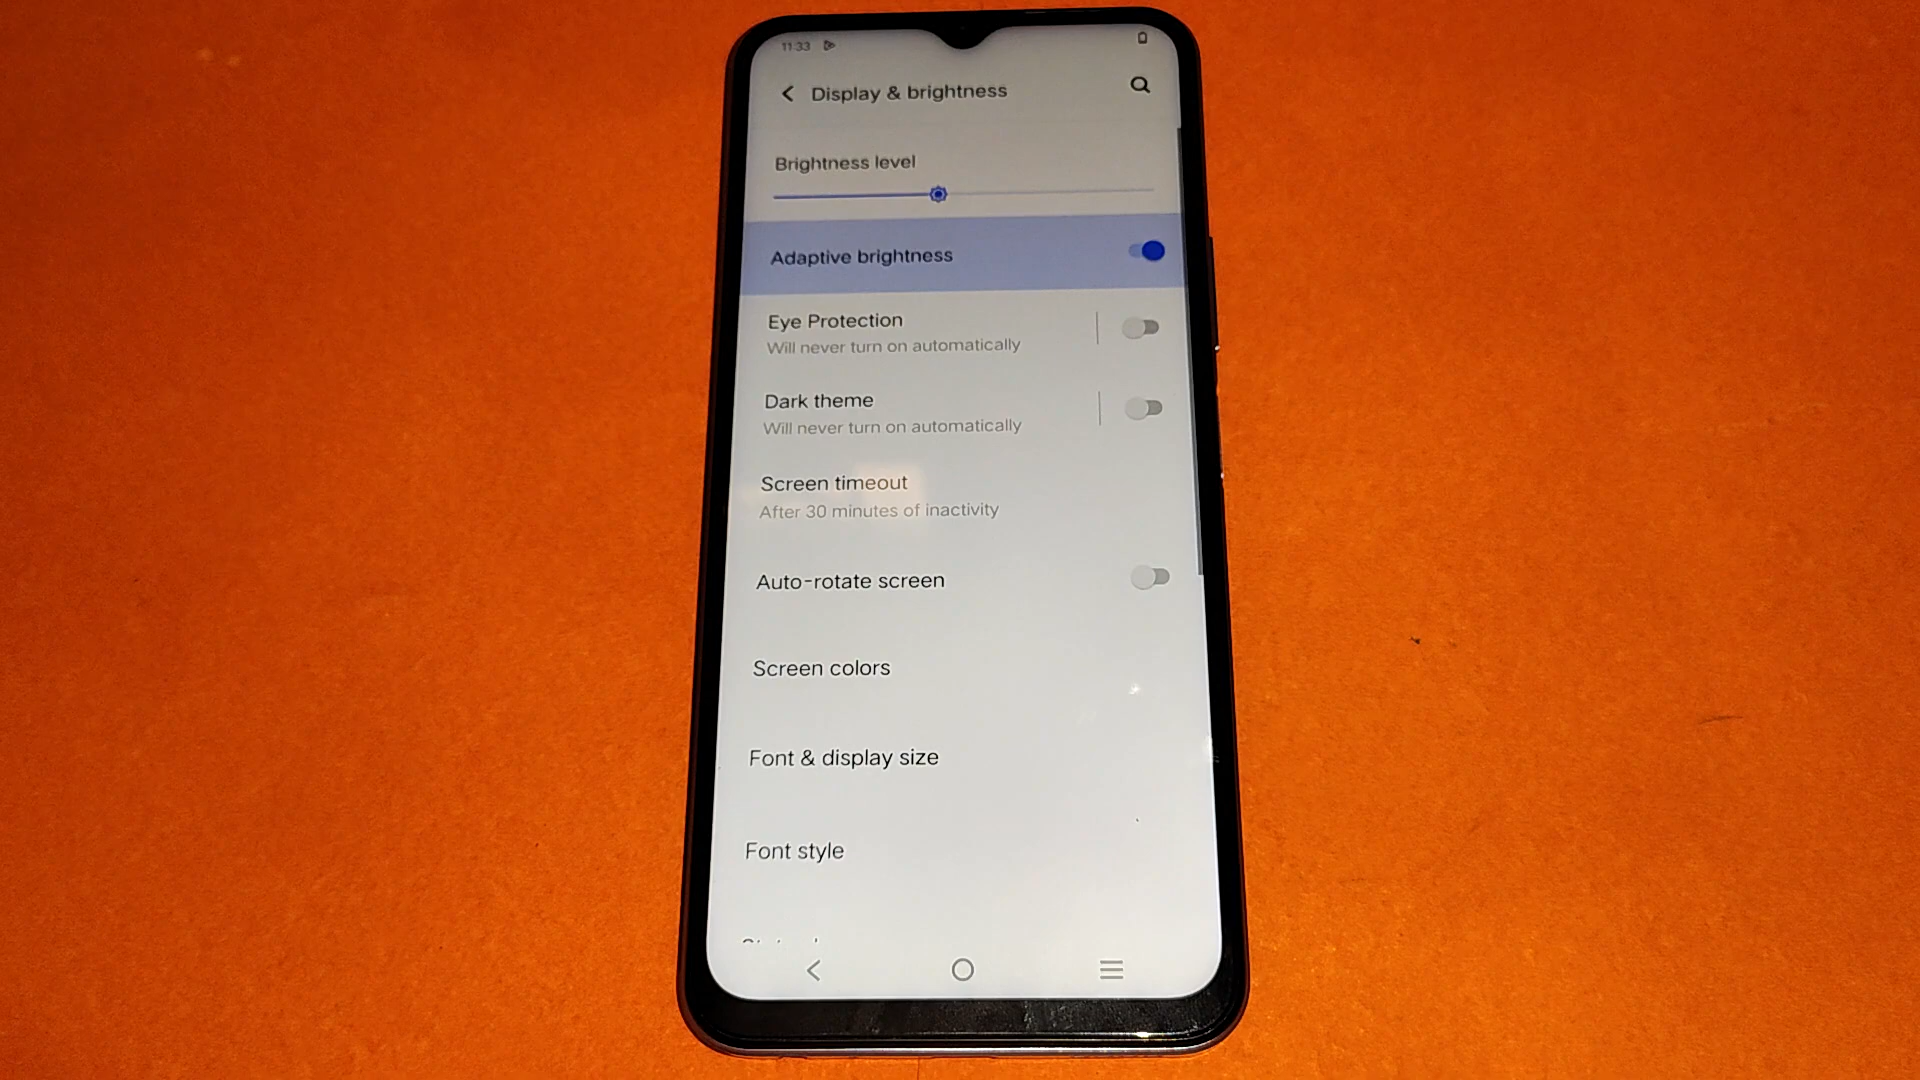 11:33
Display & brightness
Brightness level
Adaptive brightness
Eye Protection
Will never turn on automatically
Dark theme
Will never turn on automatically
Screen timeout
After 30 minutes of inactivity
Auto-rotate screen
Screen colors
Font & display size
Font style